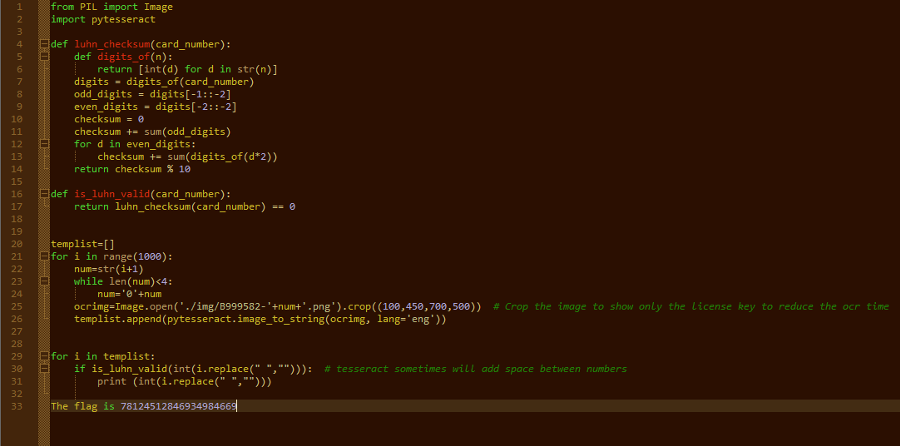 1 from PIL import Image
2 import pytesseract
3
4 def luhn_checksum(card_number):
5     def digits_of(n):
6         return [int(d) for d in str(n)]
7     digits = digits_of(card_number)
8     odd_digits = digits[-1::-2]
9     even_digits = digits[-2::-2]
10     checksum = 0
11     checksum += sum(odd_digits)
12     for d in even_digits:
13         checksum += sum(digits_of(d*2))
14     return checksum % 10
15
16 def is_luhn_valid(card_number):
17     return luhn_checksum(card_number) == 0
18
19
20 templist=[]
21 for i in range(1000):
22     num=str(i+1)
23     while len(num)<4:
24         num='0'+num
25     ocrimg=Image.open('./img/B999582-'+num+'.png').crop((100,450,700,500))  # Crop the image to show only the license key to reduce the ocr time
26     templist.append(pytesseract.image_to_string(ocrimg, lang='eng'))
27
28
29 for i in templist:
30     if is_luhn_valid(int(i.replace(" ",""))):  # tesseract sometimes will add space between numbers
31         print (int(i.replace(" ","")))
32
33 The flag is 78124512846934984669